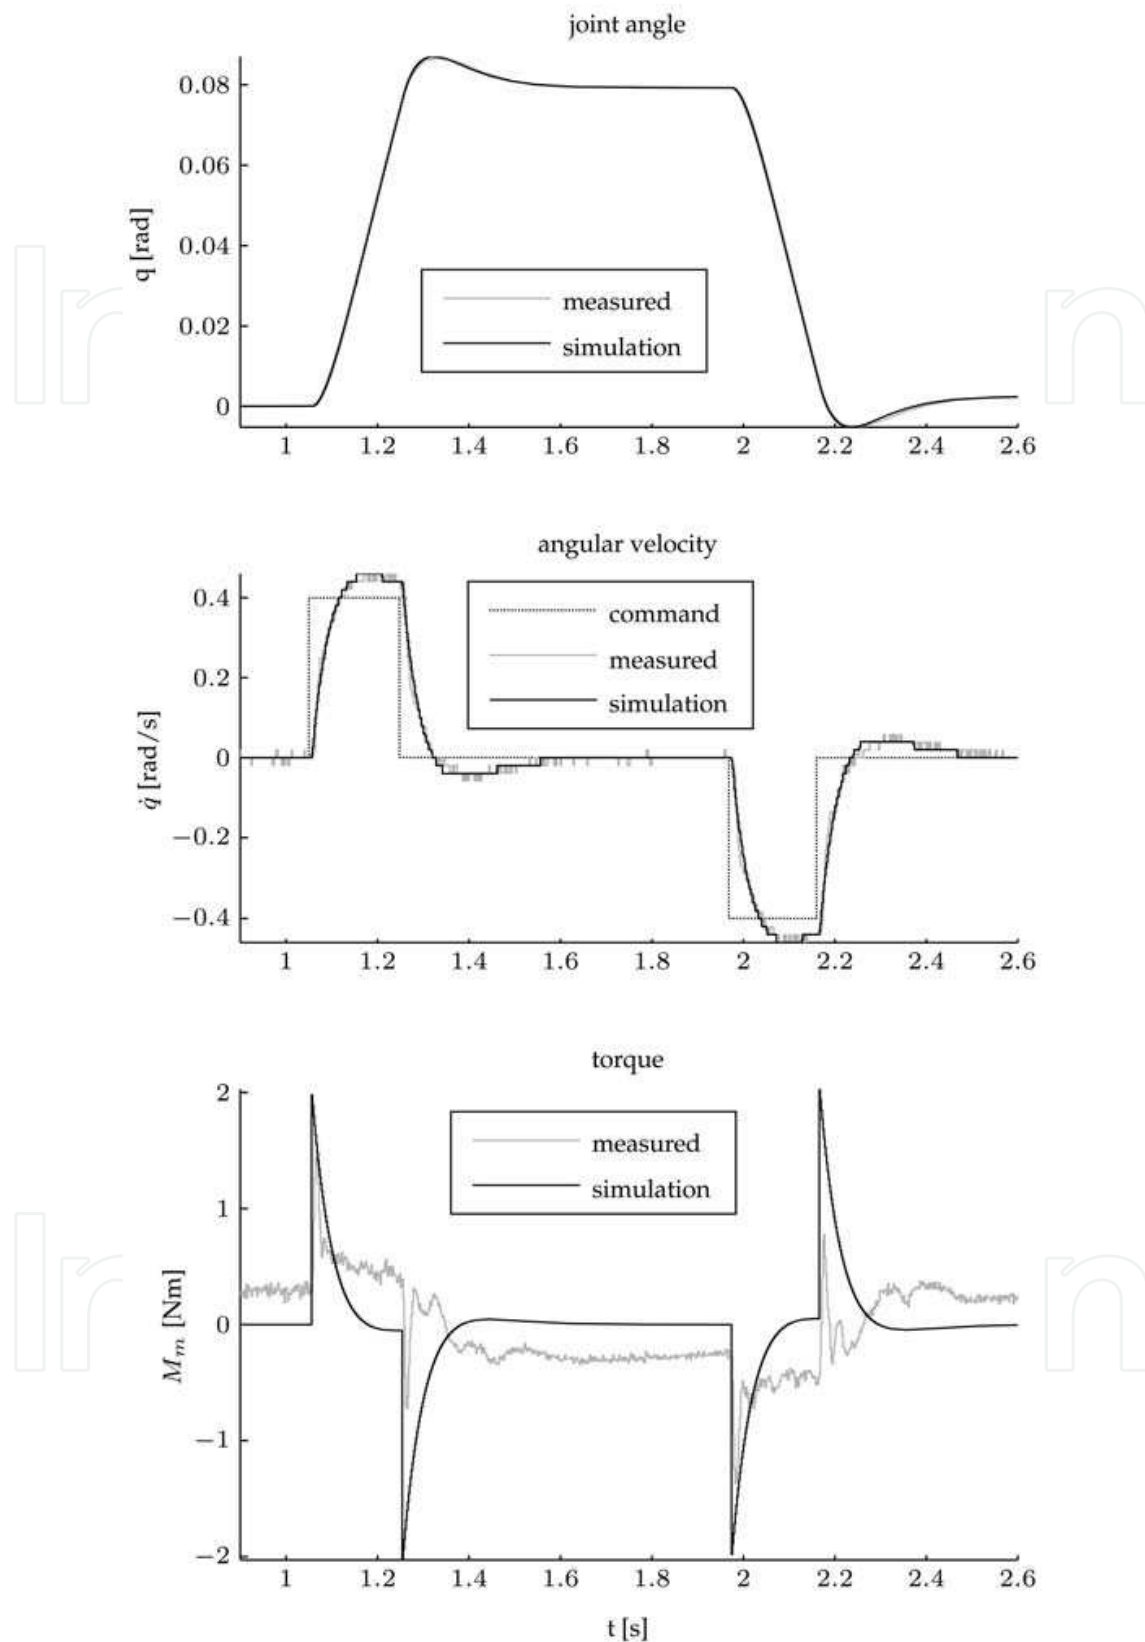 joint angle
0.08
0.06
0.04
0.02
0
q [rad]
measured
simulation
1 1.2 1.4 1.6 1.8 2 2.2 2.4 2.6
angular velocity
0.4
0.2
0
−0.2
−0.4
q̇ [rad/s]
command
measured
simulation
1 1.2 1.4 1.6 1.8 2 2.2 2.4 2.6
torque
2
1
0
−1
−2
M_m [Nm]
measured
simulation
1 1.2 1.4 1.6 1.8 2 2.2 2.4 2.6
t [s]